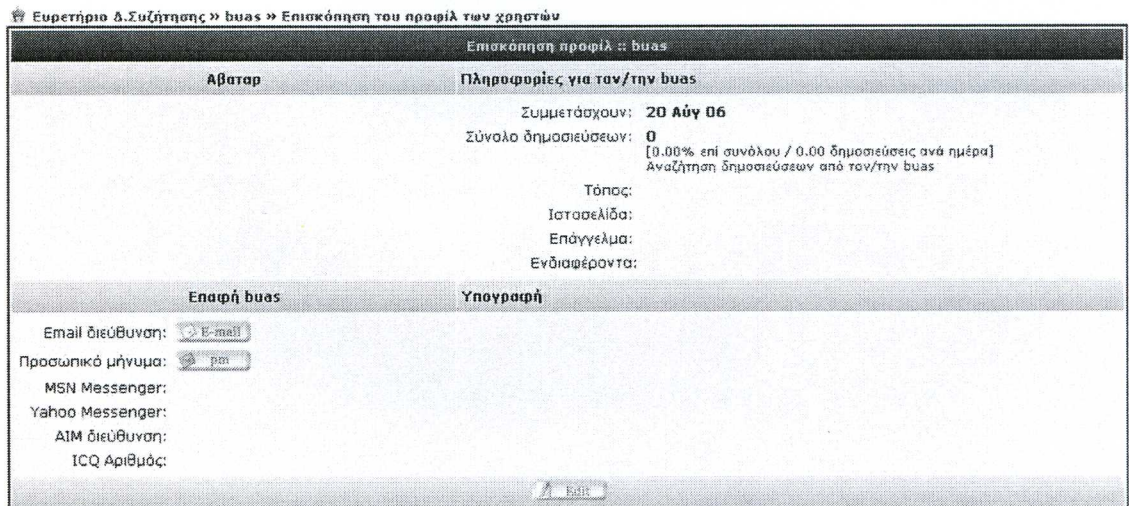 Ευρετήριο Δ.Συζήτησης » buas » Επισκόπηση του προφίλ των χρηστών
Επισκόπηση προφίλ :: buas
Αβαταρ
Πληροφορίες για τον/την buas
Συμμετάσχουν: 20 Αύγ 06
Σύνολο δημοσιεύσεων: 0
[0.00% επί συνόλου / 0.00 δημοσιεύσεις ανά ημέρα]
Αναζήτηση δημοσιεύσεων από τον/την buas
Τόπος:
Ιστοσελίδα:
Επάγγελμα:
Ενδιαφέροντα:
Επαφή buas
Υπογραφή
Email διεύθυνση: E-mail
Προσωπικό μήνυμα: pm
MSN Messenger:
Yahoo Messenger:
AIM διεύθυνση:
ICQ Αριθμός:
Edit